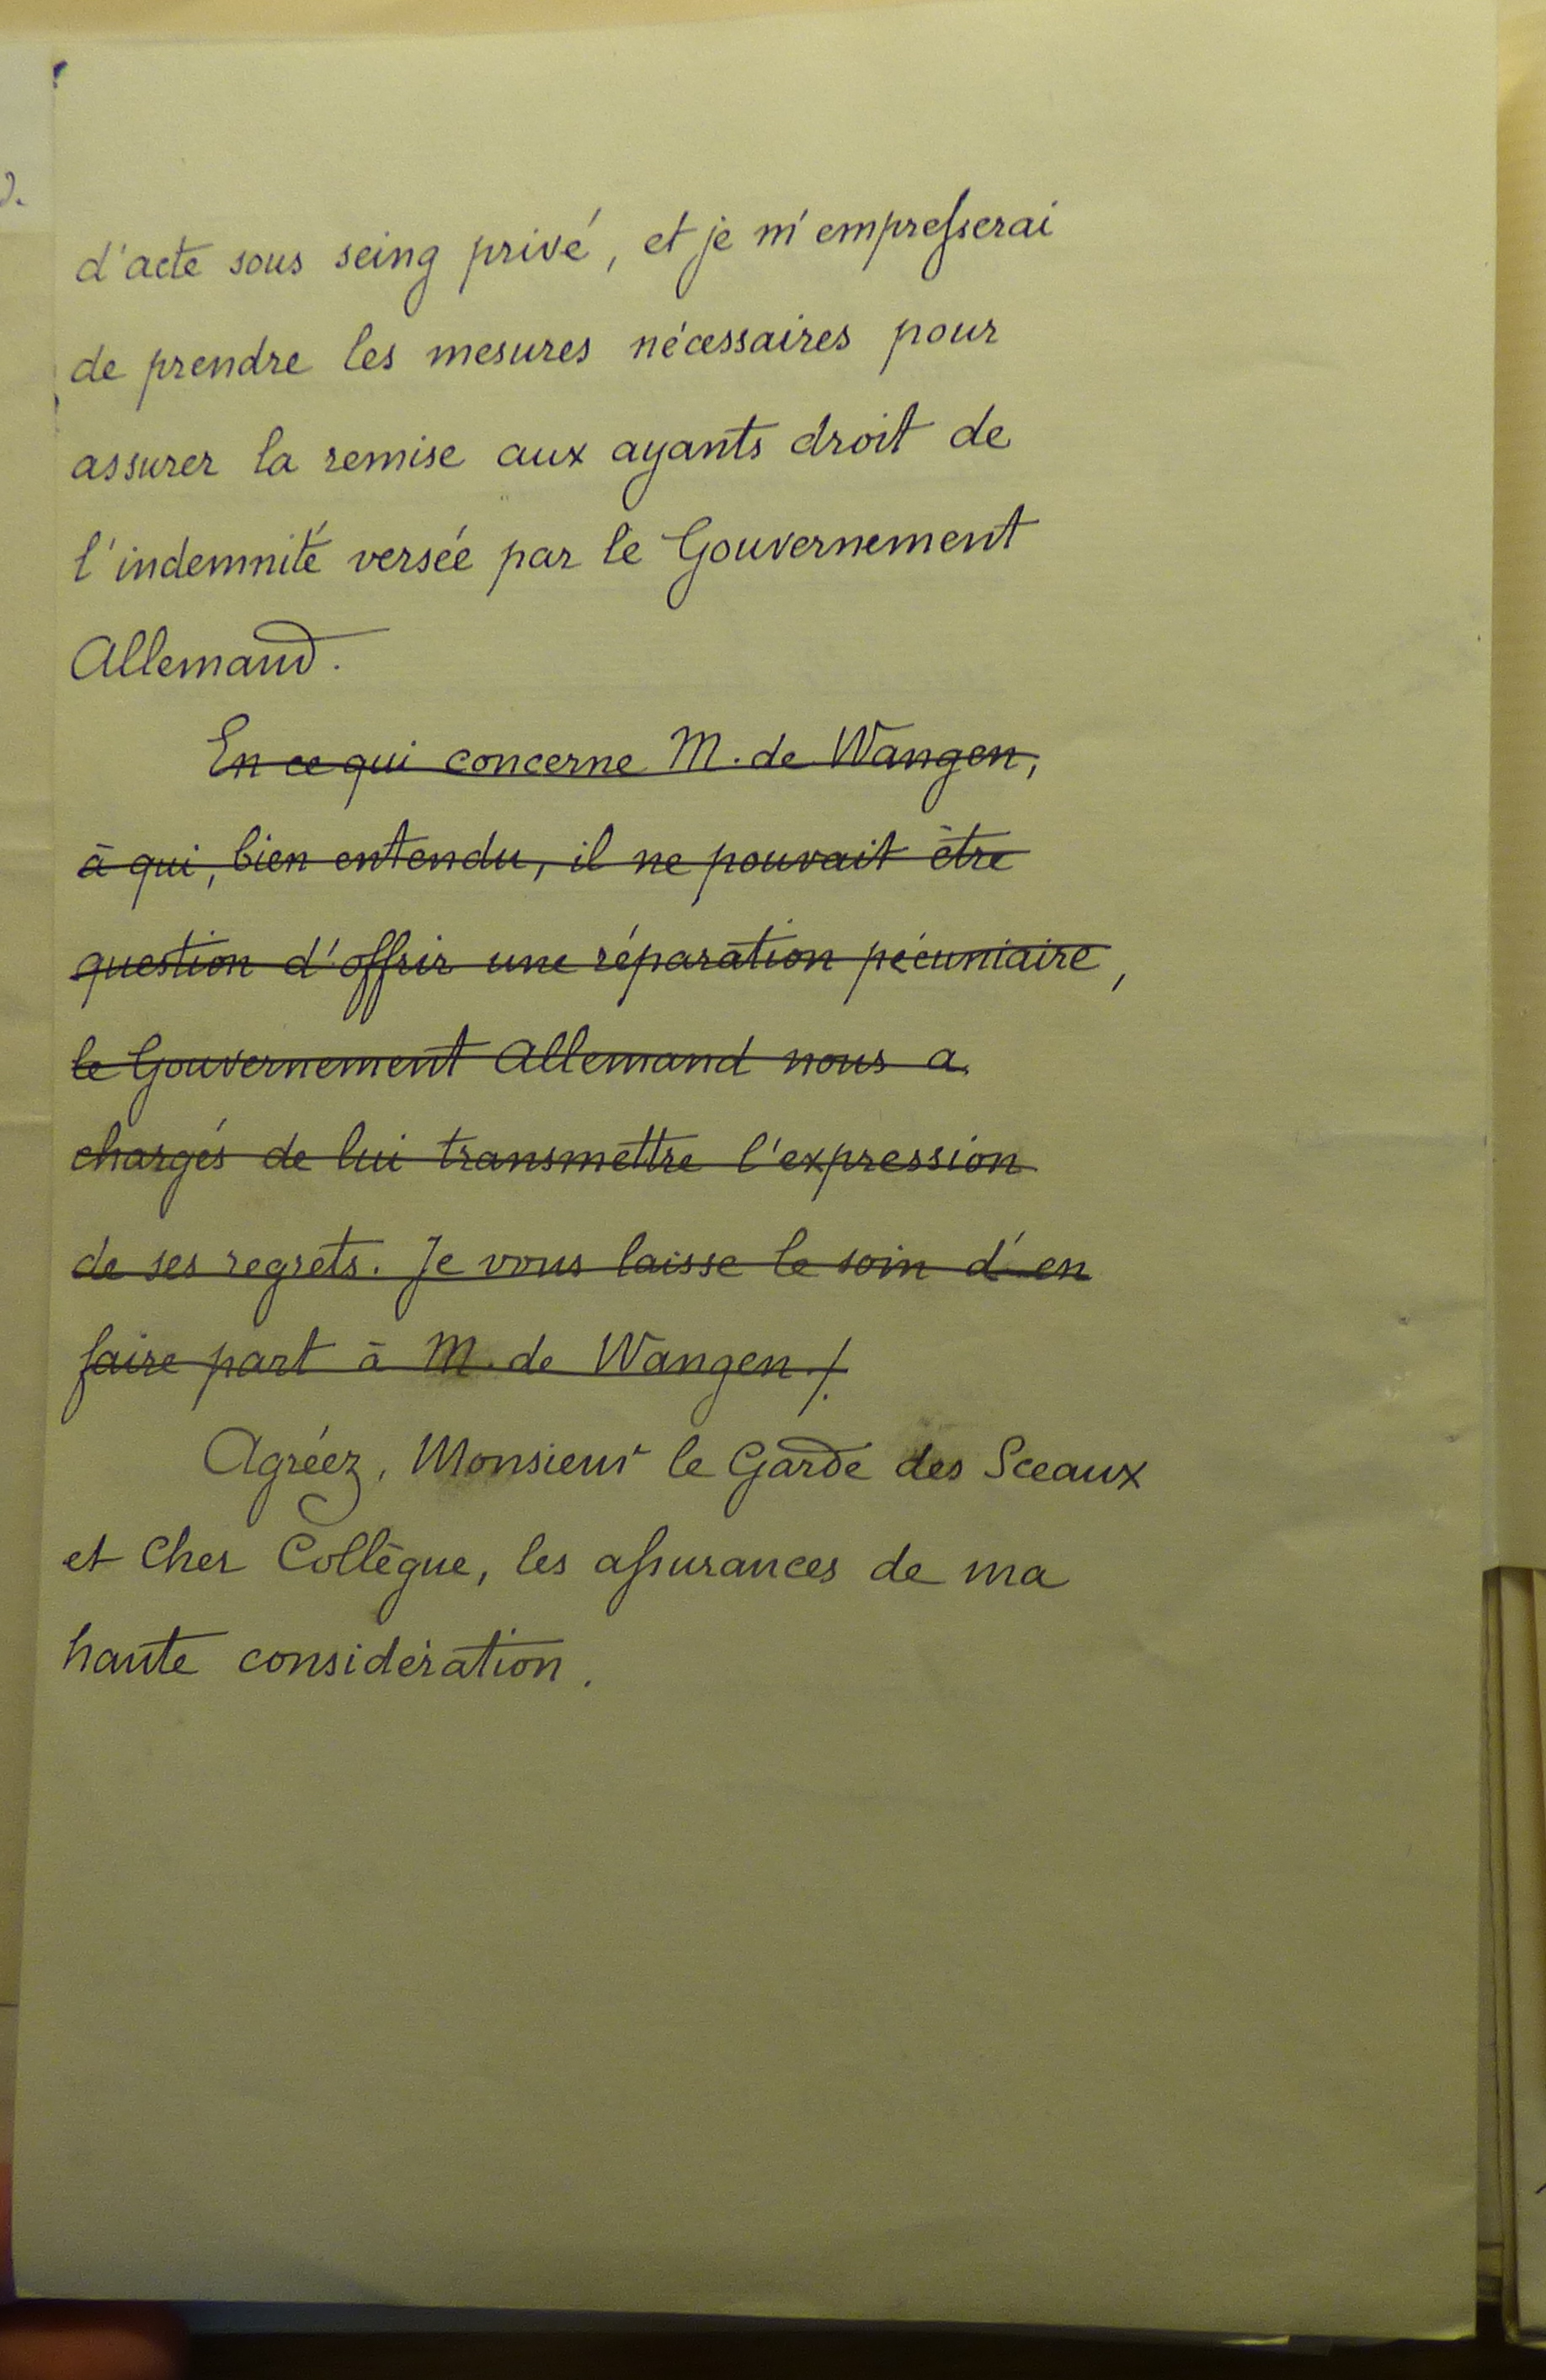 d'acte sous seing privé, et je m'empresserai
de prendre les mesures nécessaires pour
assurer la remise aux ayants droit de
l'indemnité versée par le Gouvernement
Allemand.
En ce qui concerne M. de Wangen,
à qui, bien entendu, il ne pouvait être
question d'offrir une réparation pécuniaire,
le Gouvernement Allemand nous a
chargés de lui transmettre l'expression
de ses regrets. Je vous laisse le soin d'en
faire part à M. de Wangen./.
Agréez, Monsieur le Garde des Sceaux
et Cher Collègue, les assurances de ma
haute considération.